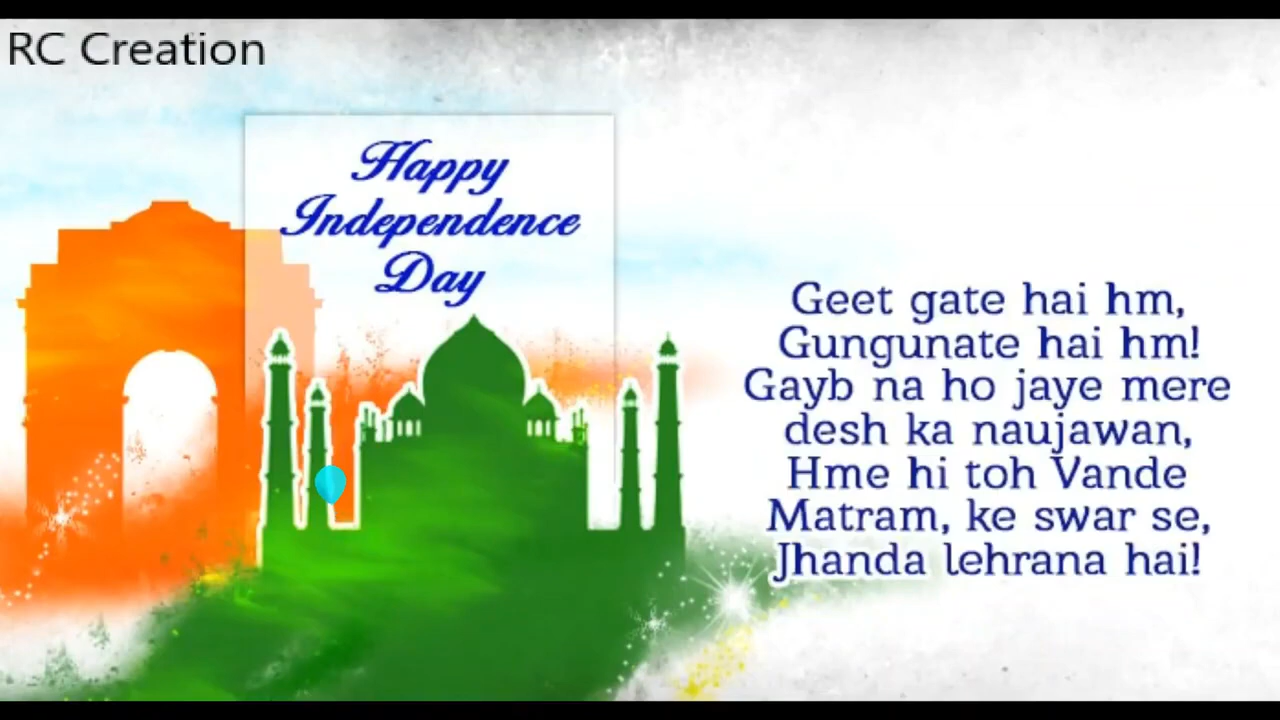 RC Creation
Happy
Independence
Day
Geet gate hai hm,
Gungunate hai hm!
Gayb na ho jaye mere
desh ka naujawan,
Hme hi toh Vande
Matram, ke swar se,
Jhanda lehrana hai!